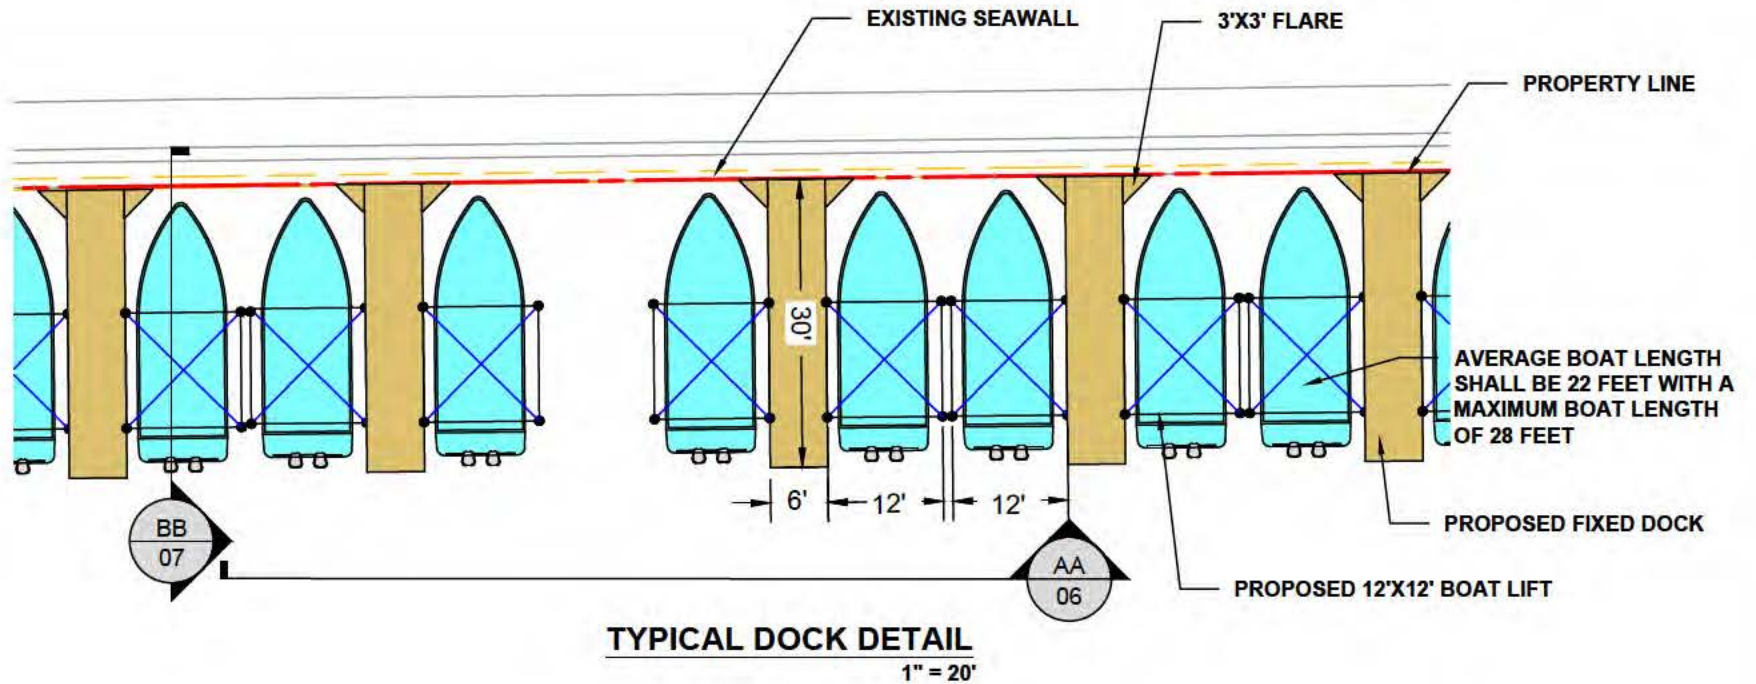 EXISTING SEAWALL
3'X3' FLARE
PROPERTY LINE
30'
AVERAGE BOAT LENGTH
SHALL BE 22 FEET WITH A
MAXIMUM BOAT LENGTH
OF 28 FEET
6'
12'
12'
PROPOSED FIXED DOCK
BB
07
AA
06
PROPOSED 12'X12' BOAT LIFT
TYPICAL DOCK DETAIL
1" = 20'